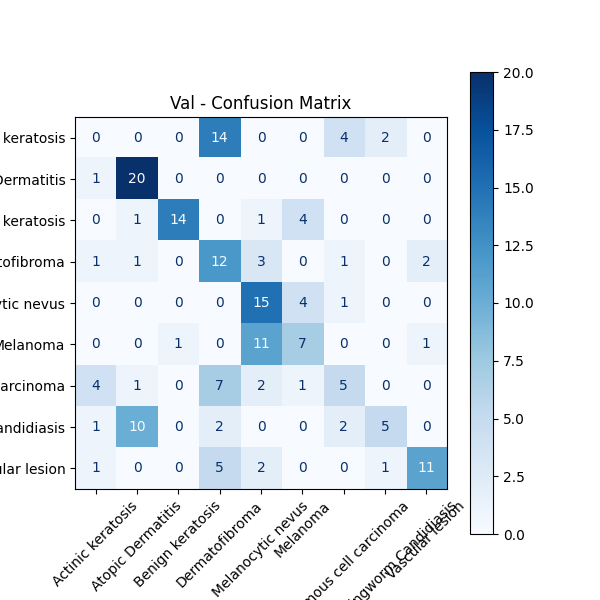 Val - Confusion Matrix
keratosis 0 0 0 14 0 0 4 2 0
Dermatitis 1 20 0 0 0 0 0 0 0
keratosis 0 1 14 0 1 4 0 0 0
tofibroma 1 1 0 12 3 0 1 0 2
ytic nevus 0 0 0 0 15 4 1 0 0
Melanoma 0 0 1 0 11 7 0 0 1
arcinoma 4 1 0 7 2 1 5 0 0
andidiasis 1 10 0 2 0 0 2 5 0
ular lesion 1 0 0 5 2 0 0 1 11
Actinic keratosis
Atopic Dermatitis
Benign keratosis
Dermatofibroma
Melanocytic nevus
Melanoma
mous cell carcinoma
ngworm Candidiasis
Vascular lesion
20.0
17.5
15.0
12.5
10.0
7.5
5.0
2.5
0.0